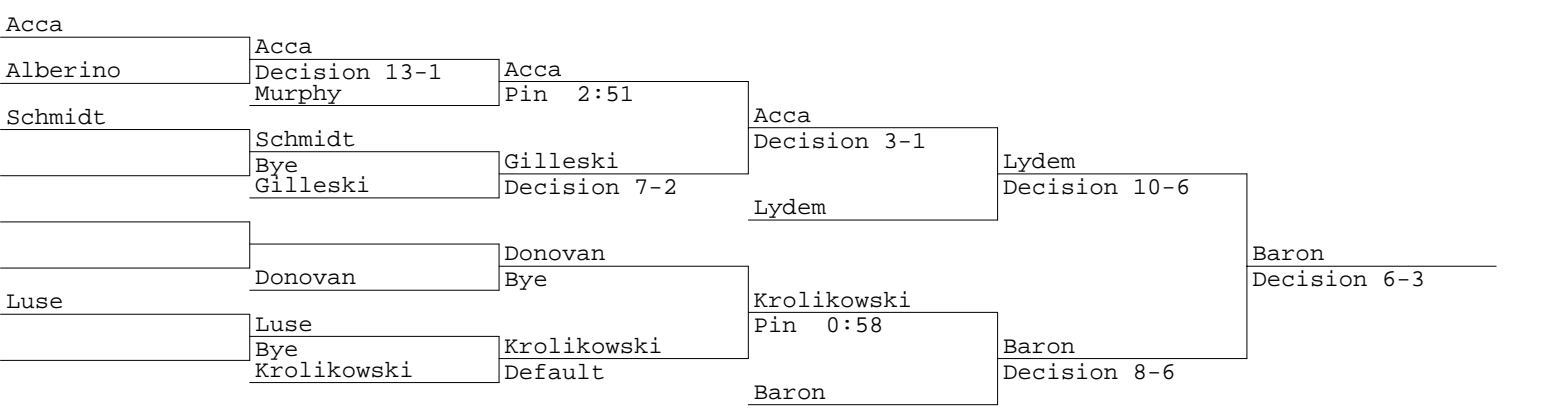 Acca
Alberino
Schmidt
Luse
Acca
Decision 13-1
Murphy
Schmidt
Bye
Gilleski
Donovan
Luse
Bye
Krolikowski
Acca
Pin 2:51
Gilleski
Decision 7-2
Donovan
Bye
Krolikowski
Default
Acca
Decision 3-1
Lydem
Krolikowski
Pin 0:58
Baron
Lydem
Decision 10-6
Baron
Decision 8-6
Baron
Decision 6-3